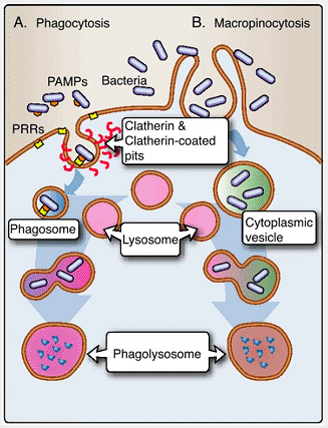 A. Phagocytosis
B. Macropinocytosis
PAMPs
Bacteria
PRRs
Clatherin &
Clatherin-coated
pits
Phagosome
Lysosome
Cytoplasmic
vesicle
Phagolysosome